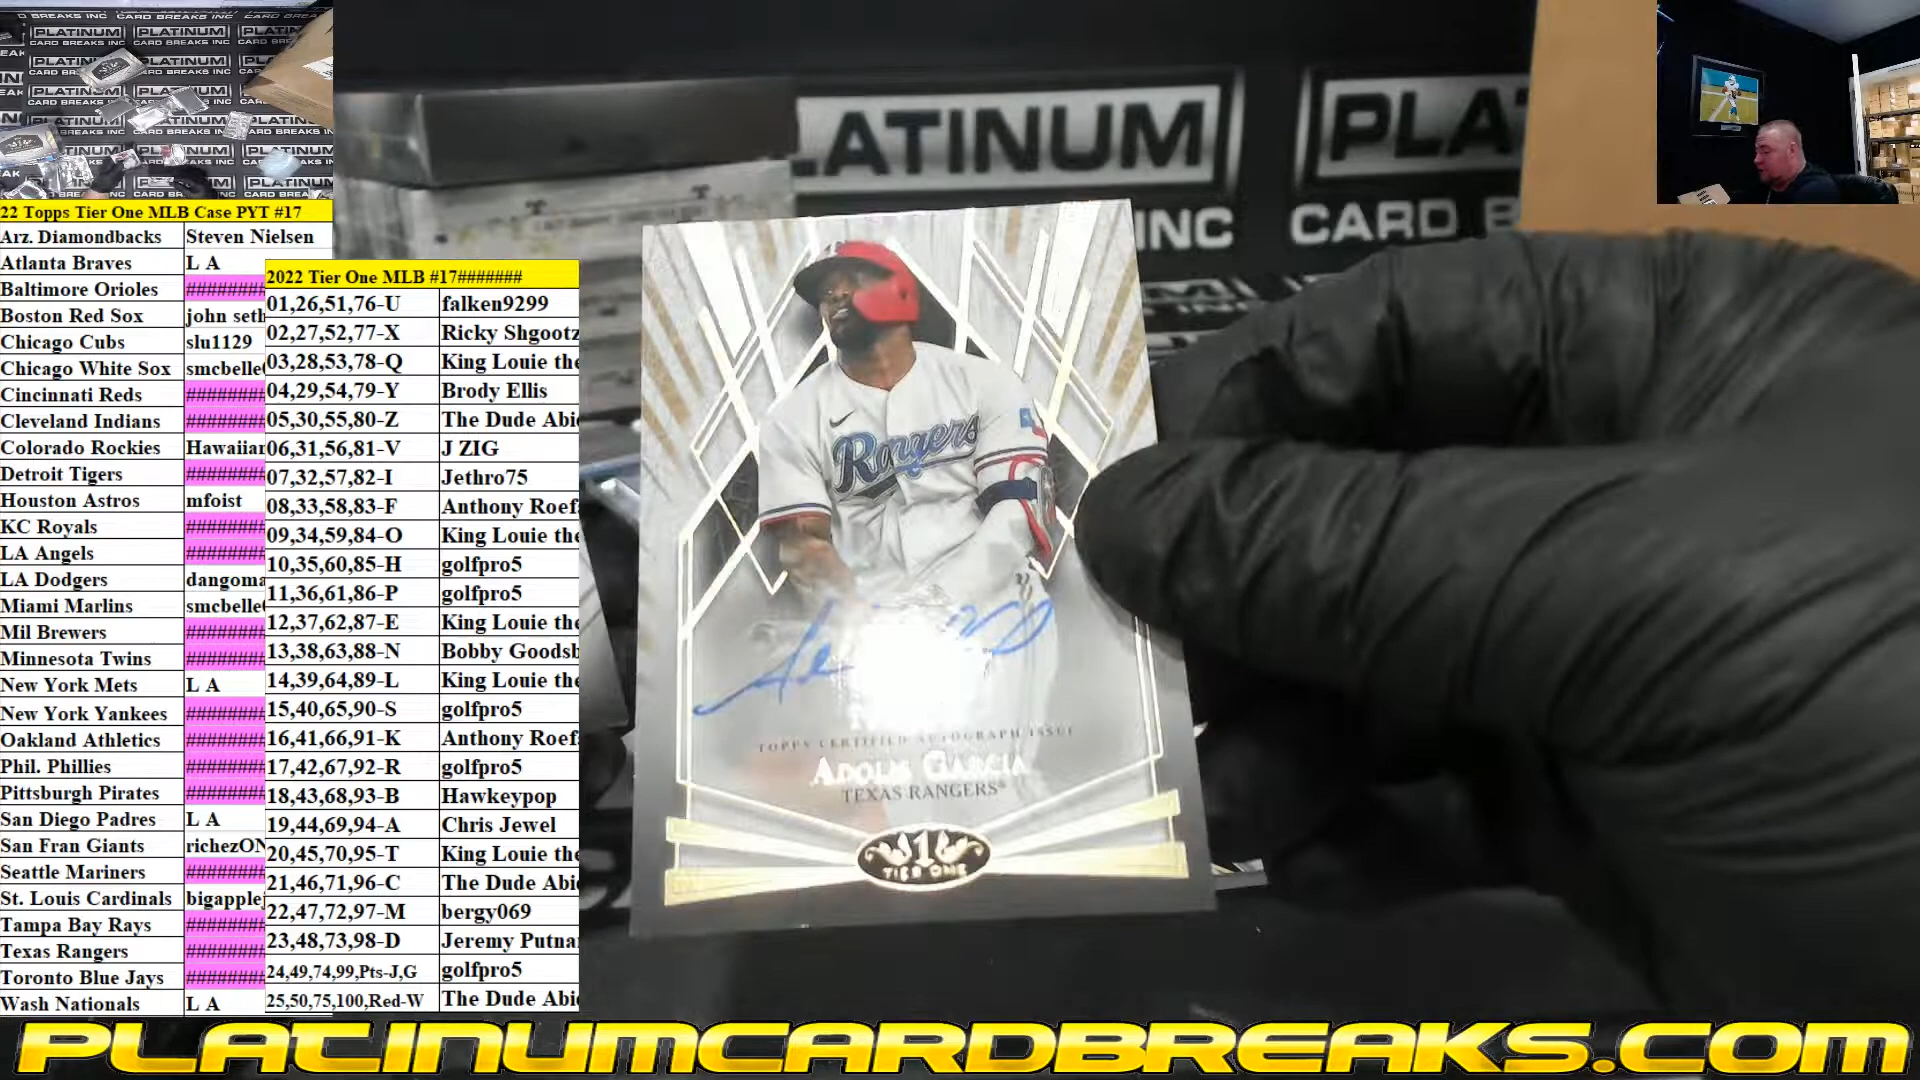 22 Topps Tier One MLB Case PYT #17
Arz. Diamondbacks Steven Nielsen
Atlanta Braves L A
Baltimore Orioles ########
Boston Red Sox john seth
Chicago Cubs slu1129
Chicago White Sox smcbelle
Cincinnati Reds ########
Cleveland Indians ########
Colorado Rockies Hawaiian
Detroit Tigers ########
Houston Astros mfoist
KC Royals ########
LA Angels ########
LA Dodgers dangoma
Miami Marlins smcbelle
Mil Brewers ########
Minnesota Twins ########
New York Mets L A
New York Yankees ########
Oakland Athletics ########
Phil. Phillies ########
Pittsburgh Pirates ########
San Diego Padres L A
San Fran Giants richezON
Seattle Mariners ########
St. Louis Cardinals bigapplej
Tampa Bay Rays ########
Texas Rangers ########
Toronto Blue Jays ########
Wash Nationals L A
2022 Tier One MLB #17#######
01,26,51,76-U falken9299
02,27,52,77-X Ricky Shgootz
03,28,53,78-Q King Louie the
04,29,54,79-Y Brody Ellis
05,30,55,80-Z The Dude Abi
06,31,56,81-V J ZIG
07,32,57,82-I Jethro75
08,33,58,83-F Anthony Roef
09,34,59,84-O King Louie the
10,35,60,85-H golfpro5
11,36,61,86-P golfpro5
12,37,62,87-E King Louie the
13,38,63,88-N Bobby Goodsb
14,39,64,89-L King Louie the
15,40,65,90-S golfpro5
16,41,66,91-K Anthony Roef
17,42,67,92-R golfpro5
18,43,68,93-B Hawkeypop
19,44,69,94-A Chris Jewel
20,45,70,95-T King Louie the
21,46,71,96-C The Dude Abi
22,47,72,97-M bergy069
23,48,73,98-D Jeremy Putna
24,49,74,99,Pts-J,G golfpro5
25,50,75,100,Red-W The Dude Abi
PLATINUM
CARD BREAKS INC
LATINUM
INC
PLAT
CARD B
Rangers
TOPPS CERTIFIED AUTOGRAPH ISSUE
ADOLIS GARCIA
TEXAS RANGERS
1
TIER ONE
PLATINUMCARDBREAKS.COM